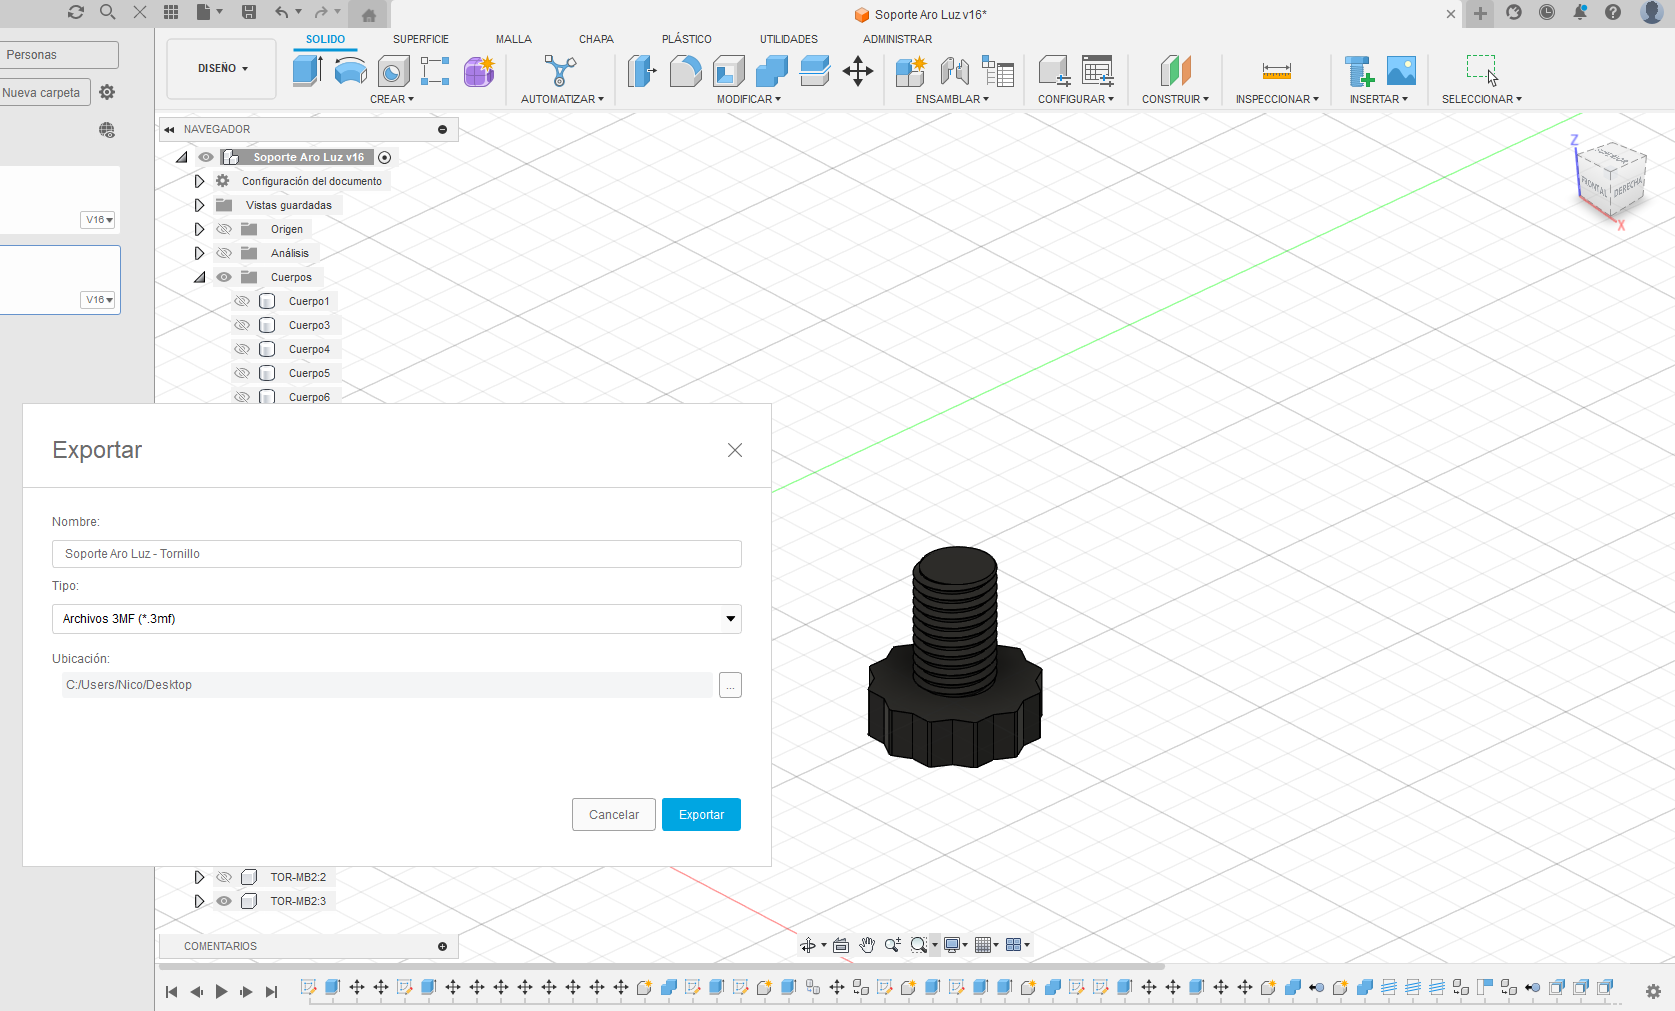 Soporte Aro Luz v16*
Personas
Nueva carpeta
V16
V16
DISEÑO
SOLIDO
SUPERFICIE
MALLA
CHAPA
PLÁSTICO
UTILIDADES
ADMINISTRAR
CREAR
AUTOMATIZAR
MODIFICAR
ENSAMBLAR
CONFIGURAR
CONSTRUIR
INSPECCIONAR
INSERTAR
SELECCIONAR
NAVEGADOR
Soporte Aro Luz v16
Configuración del documento
Vistas guardadas
Origen
Análisis
Cuerpos
Cuerpo1
Cuerpo3
Cuerpo4
Cuerpo5
Cuerpo6
Z
SUPERIOR
FRONTAL
DERECHA
X
Exportar
Nombre:
Soporte Aro Luz - Tornillo
Tipo:
Archivos 3MF (*.3mf)
Ubicación:
C:/Users/Nico/Desktop
...
Cancelar
Exportar
TOR-MB2:2
TOR-MB2:3
COMENTARIOS